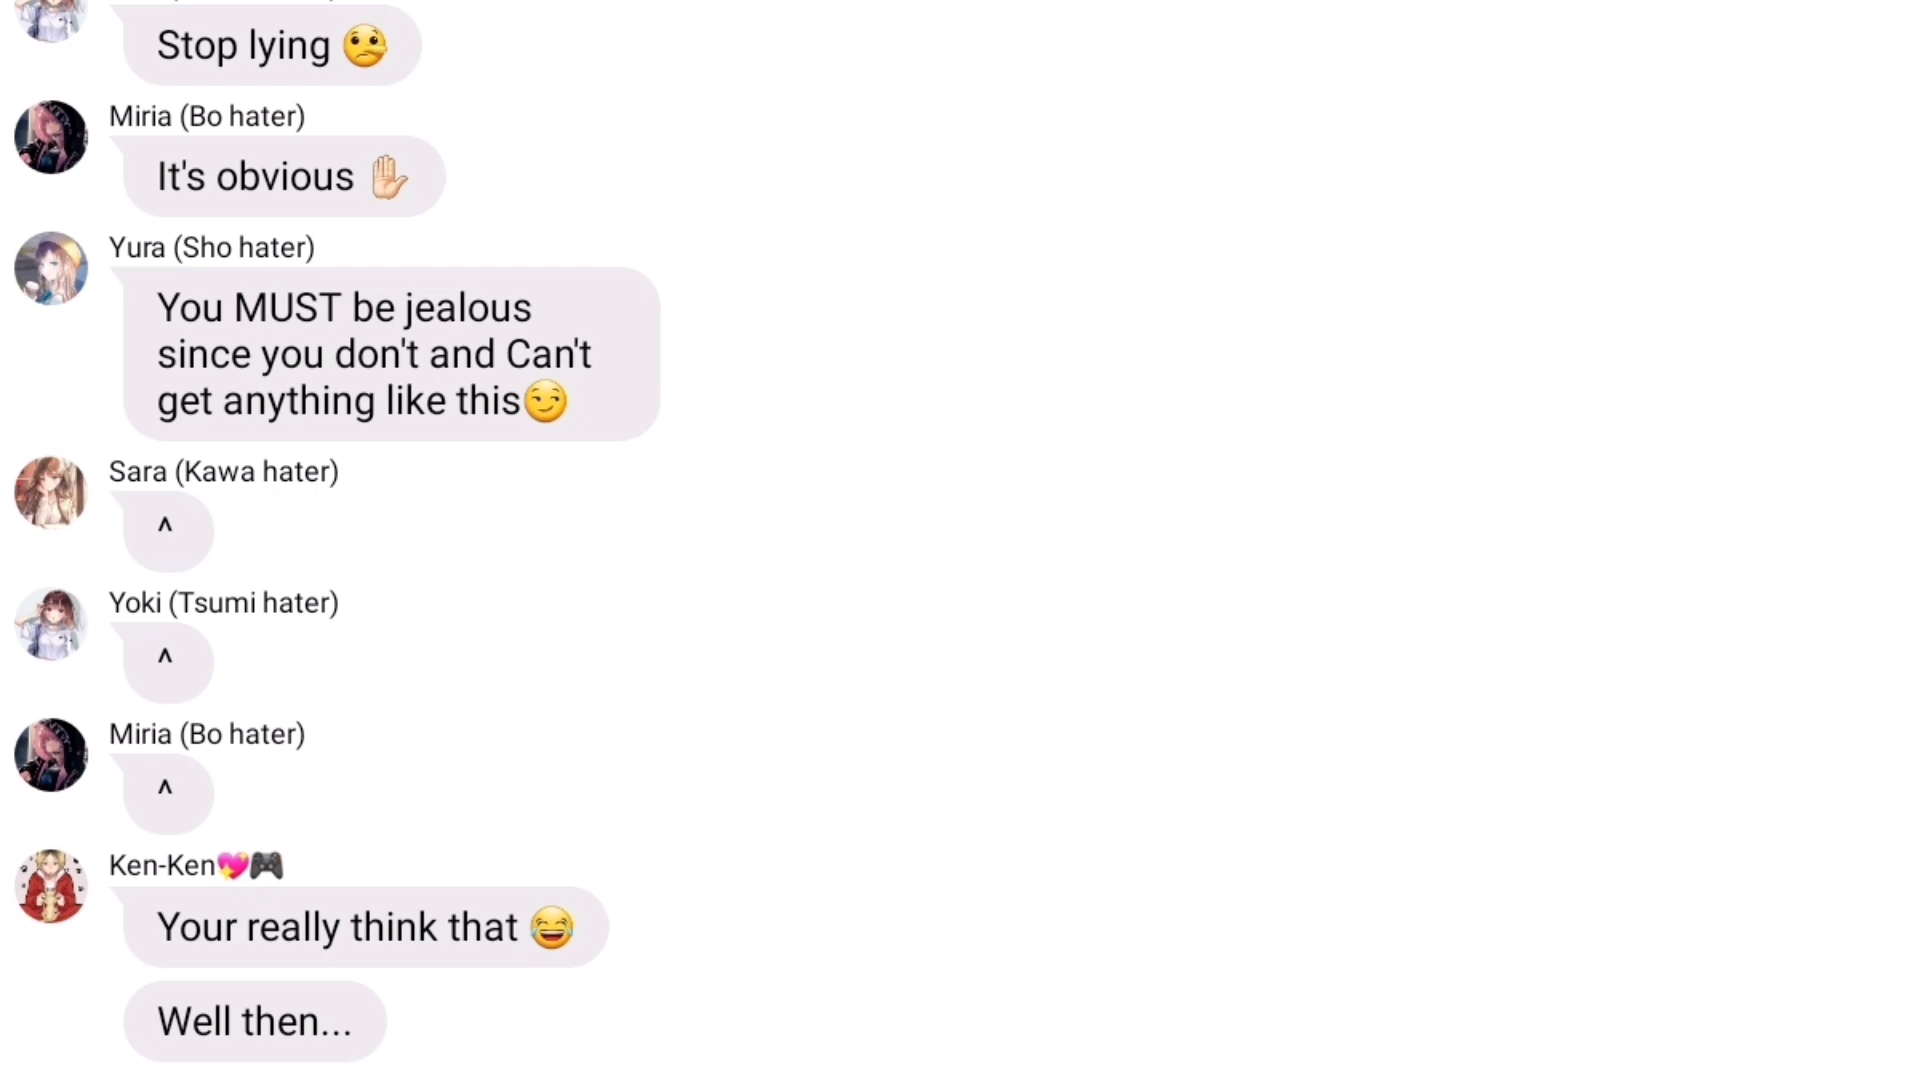 Stop lying 🤥
Miria (Bo hater)
It's obvious ✋🏻
Yura (Sho hater)
You MUST be jealous
since you don't and Can't
get anything like this😏
Sara (Kawa hater)
^
Yoki (Tsumi hater)
^
Miria (Bo hater)
^
Ken-Ken💖🎮
Your really think that 😂
Well then...